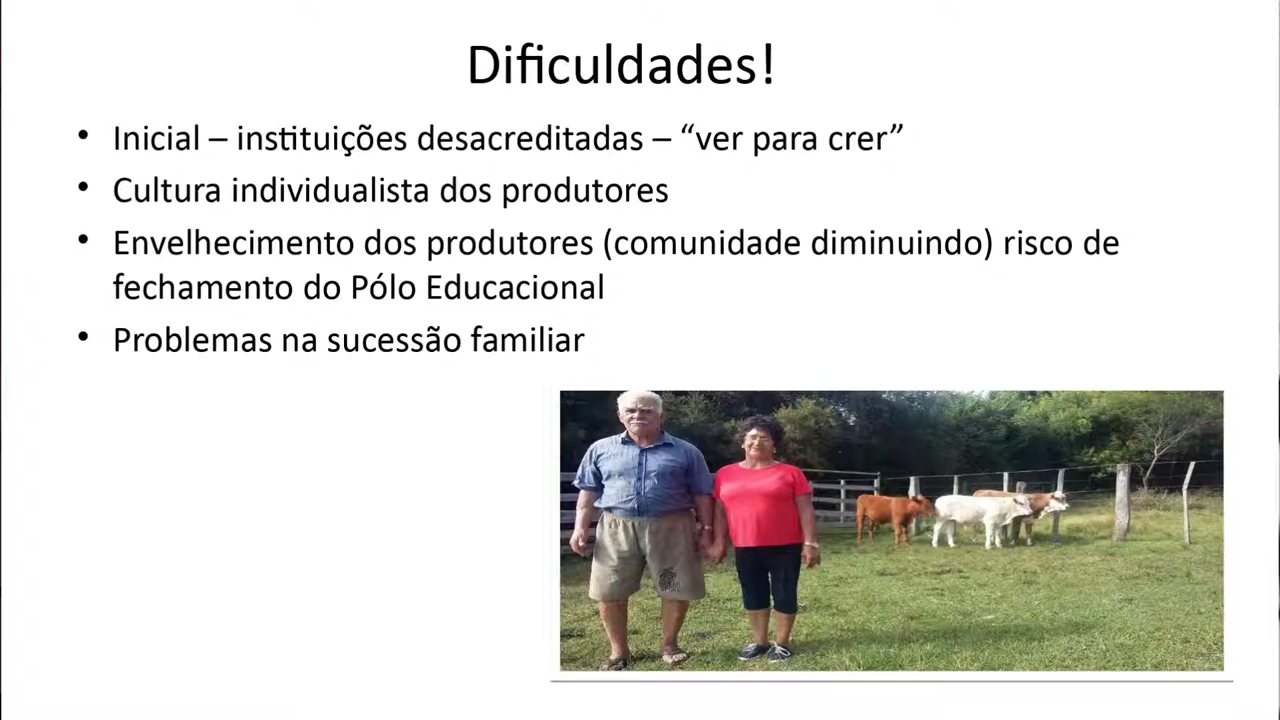 Dificuldades!
• Inicial – instituições desacreditadas – “ver para crer”
• Cultura individualista dos produtores
• Envelhecimento dos produtores (comunidade diminuindo) risco de
fechamento do Pólo Educacional
• Problemas na sucessão familiar